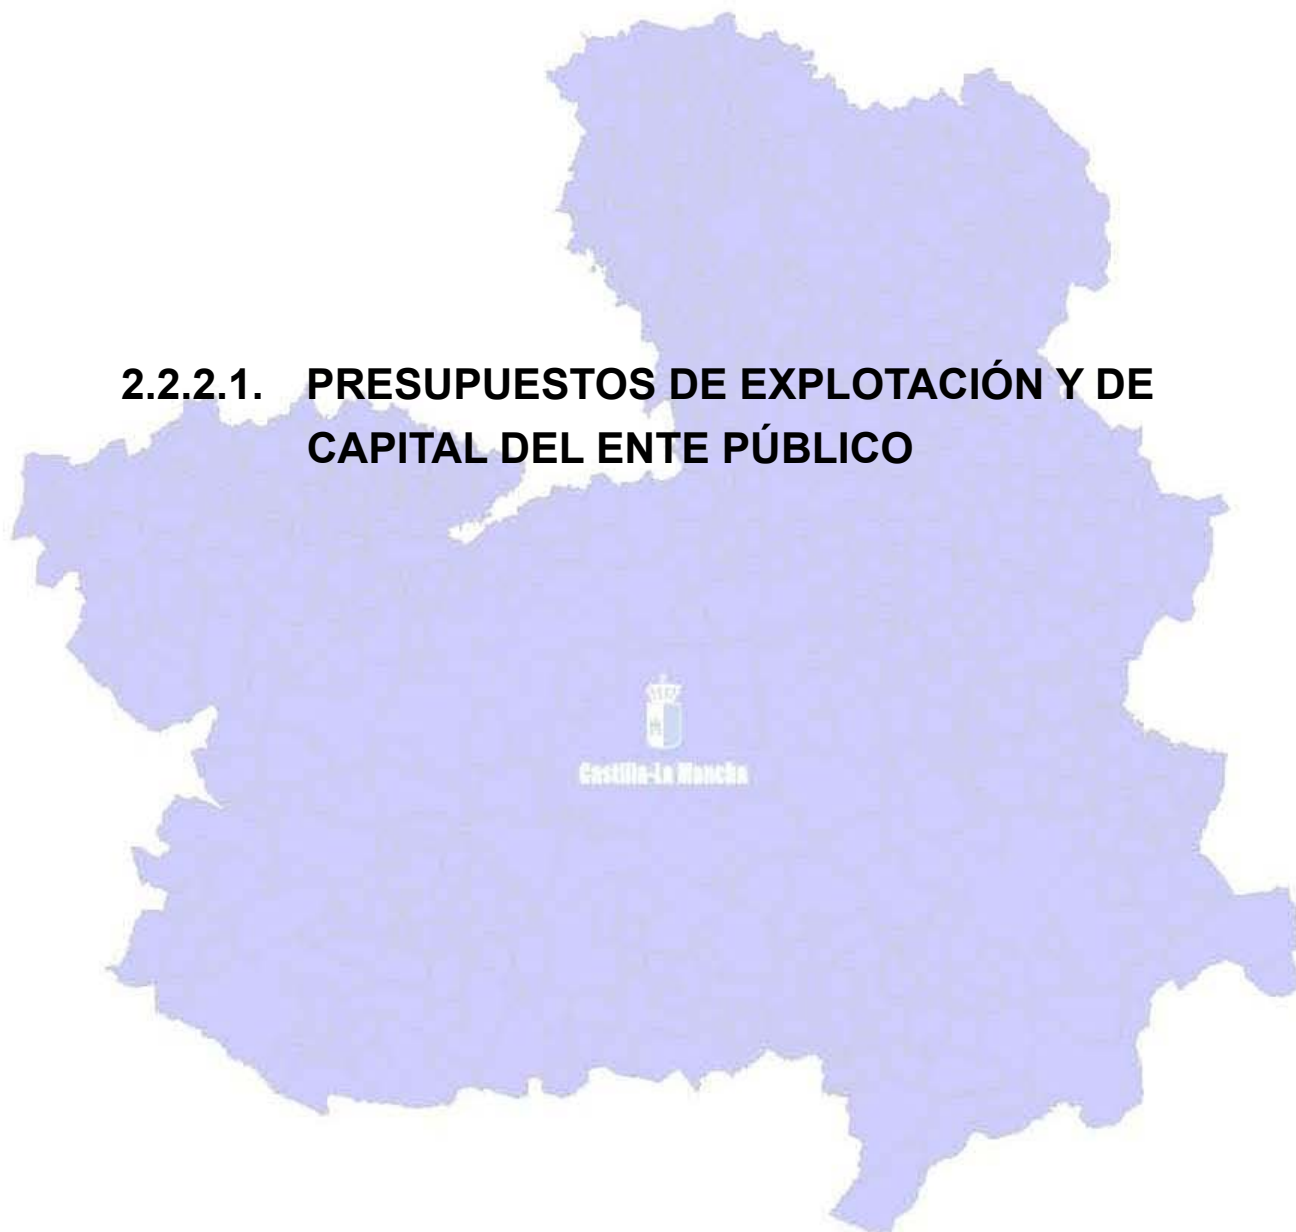 2.2.2.1. PRESUPUESTOS DE EXPLOTACIÓN Y DE
CAPITAL DEL ENTE PÚBLICO
Castilla-La Mancha